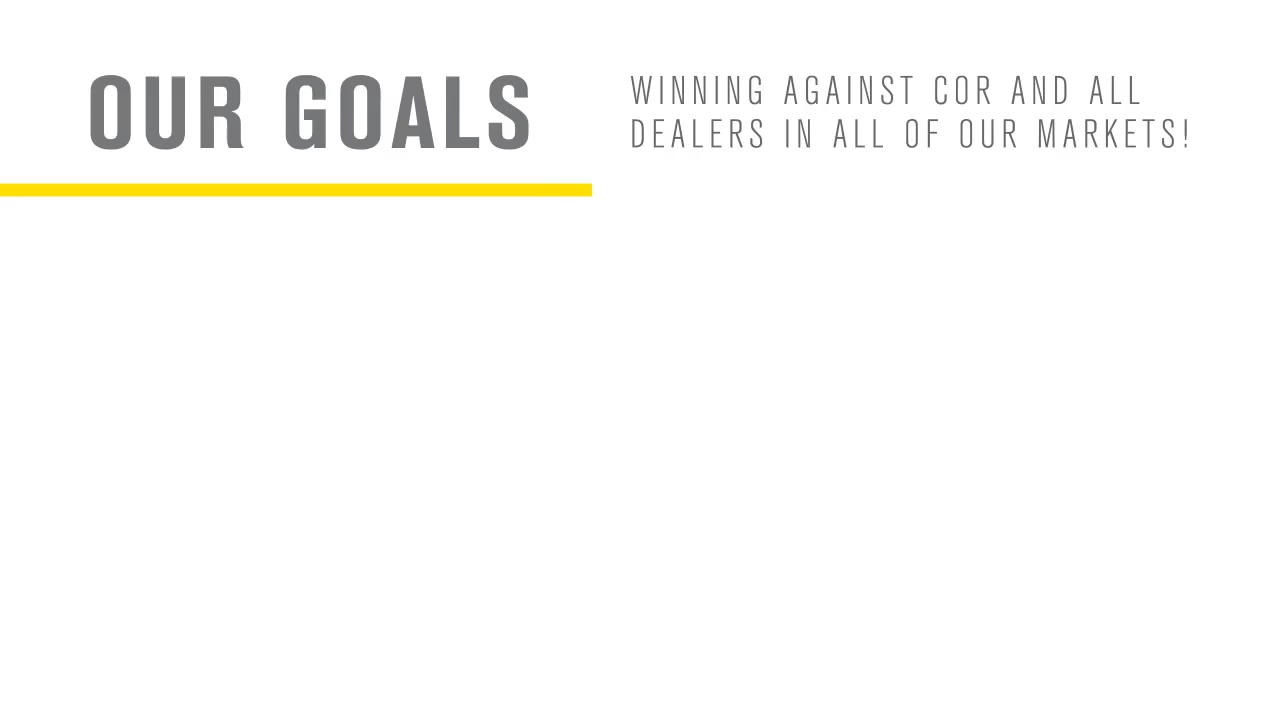 OUR GOALS
WINNING AGAINST COR AND ALL
DEALERS IN ALL OF OUR MARKETS!